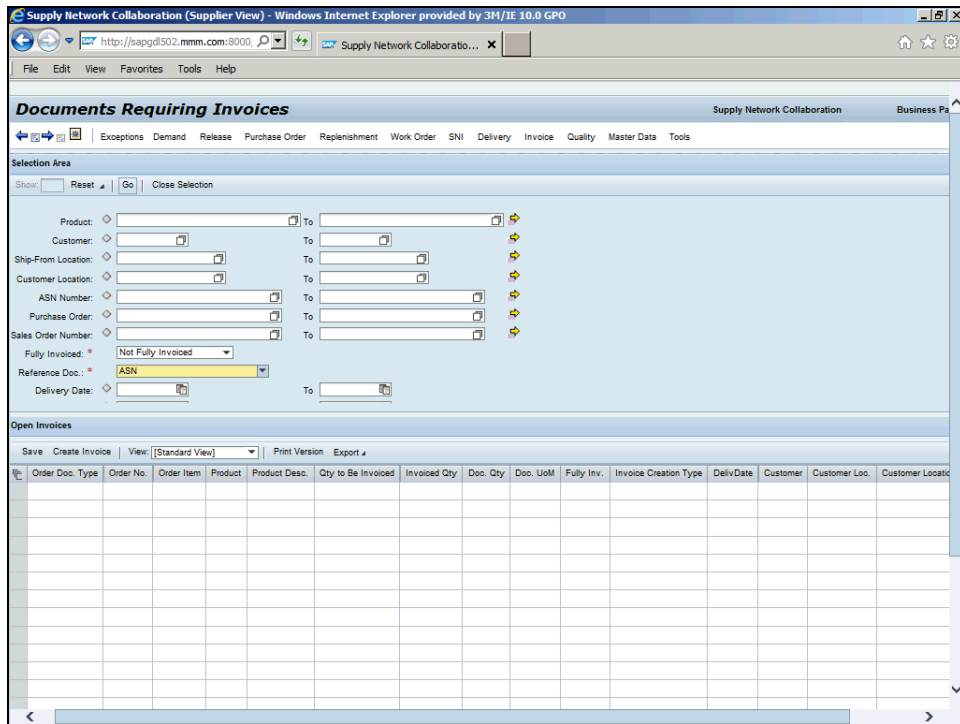 Supply Network Collaboration (Supplier View) - Windows Internet Explorer provided by 3M/IE 10.0 GPO
http://sapgdl502.mmm.com:8000, Supply Network Collaboratio...
File Edit View Favorites Tools Help
Documents Requiring Invoices Supply Network Collaboration Business Pa
Exceptions Demand Release Purchase Order Replenishment Work Order SNI Delivery Invoice Quality Master Data Tools
Selection Area
Show: Reset Go Close Selection
Product: To
Customer: To
Ship-From Location: To
Customer Location: To
ASN Number: To
Purchase Order: To
Sales Order Number: To
Fully Invoiced: * Not Fully Invoiced
Reference Doc.: * ASN
Delivery Date: To
Open Invoices
Save Create Invoice View: [Standard View] Print Version Export
Order Doc. Type Order No. Order Item Product Product Desc. Qty to Be Invoiced Invoiced Qty Doc. Qty Doc. UoM Fully Inv. Invoice Creation Type DelivDate Customer Customer Loc. Customer Locatio